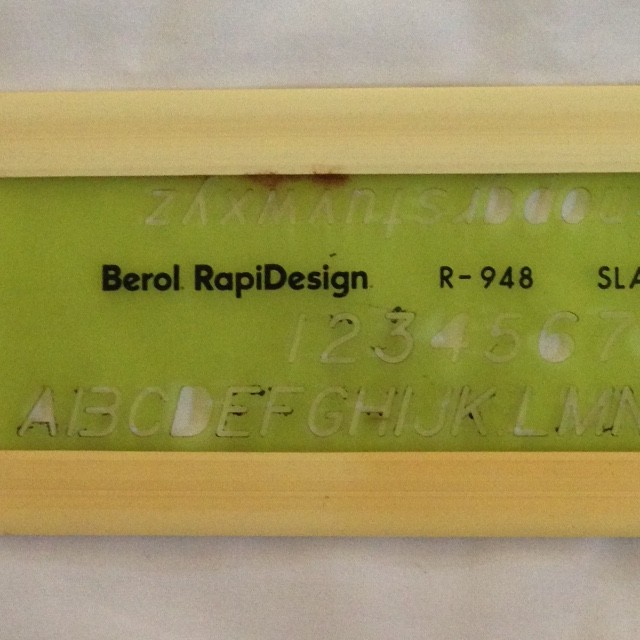 Berol RapiDesign R-948 SLA
1234567
ABCDEFGHIJK LMN